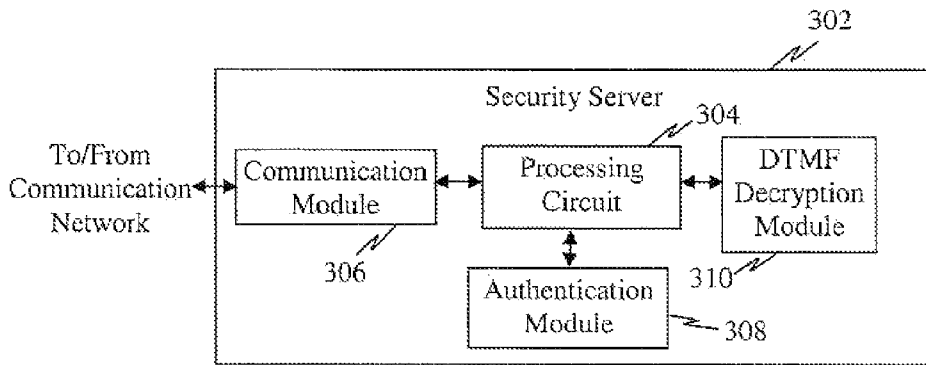 302
Security Server
304
To/From
Communication
Network
Communication
Module
306
Processing
Circuit
DTMF
Decryption
Module
310
Authentication
Module
308